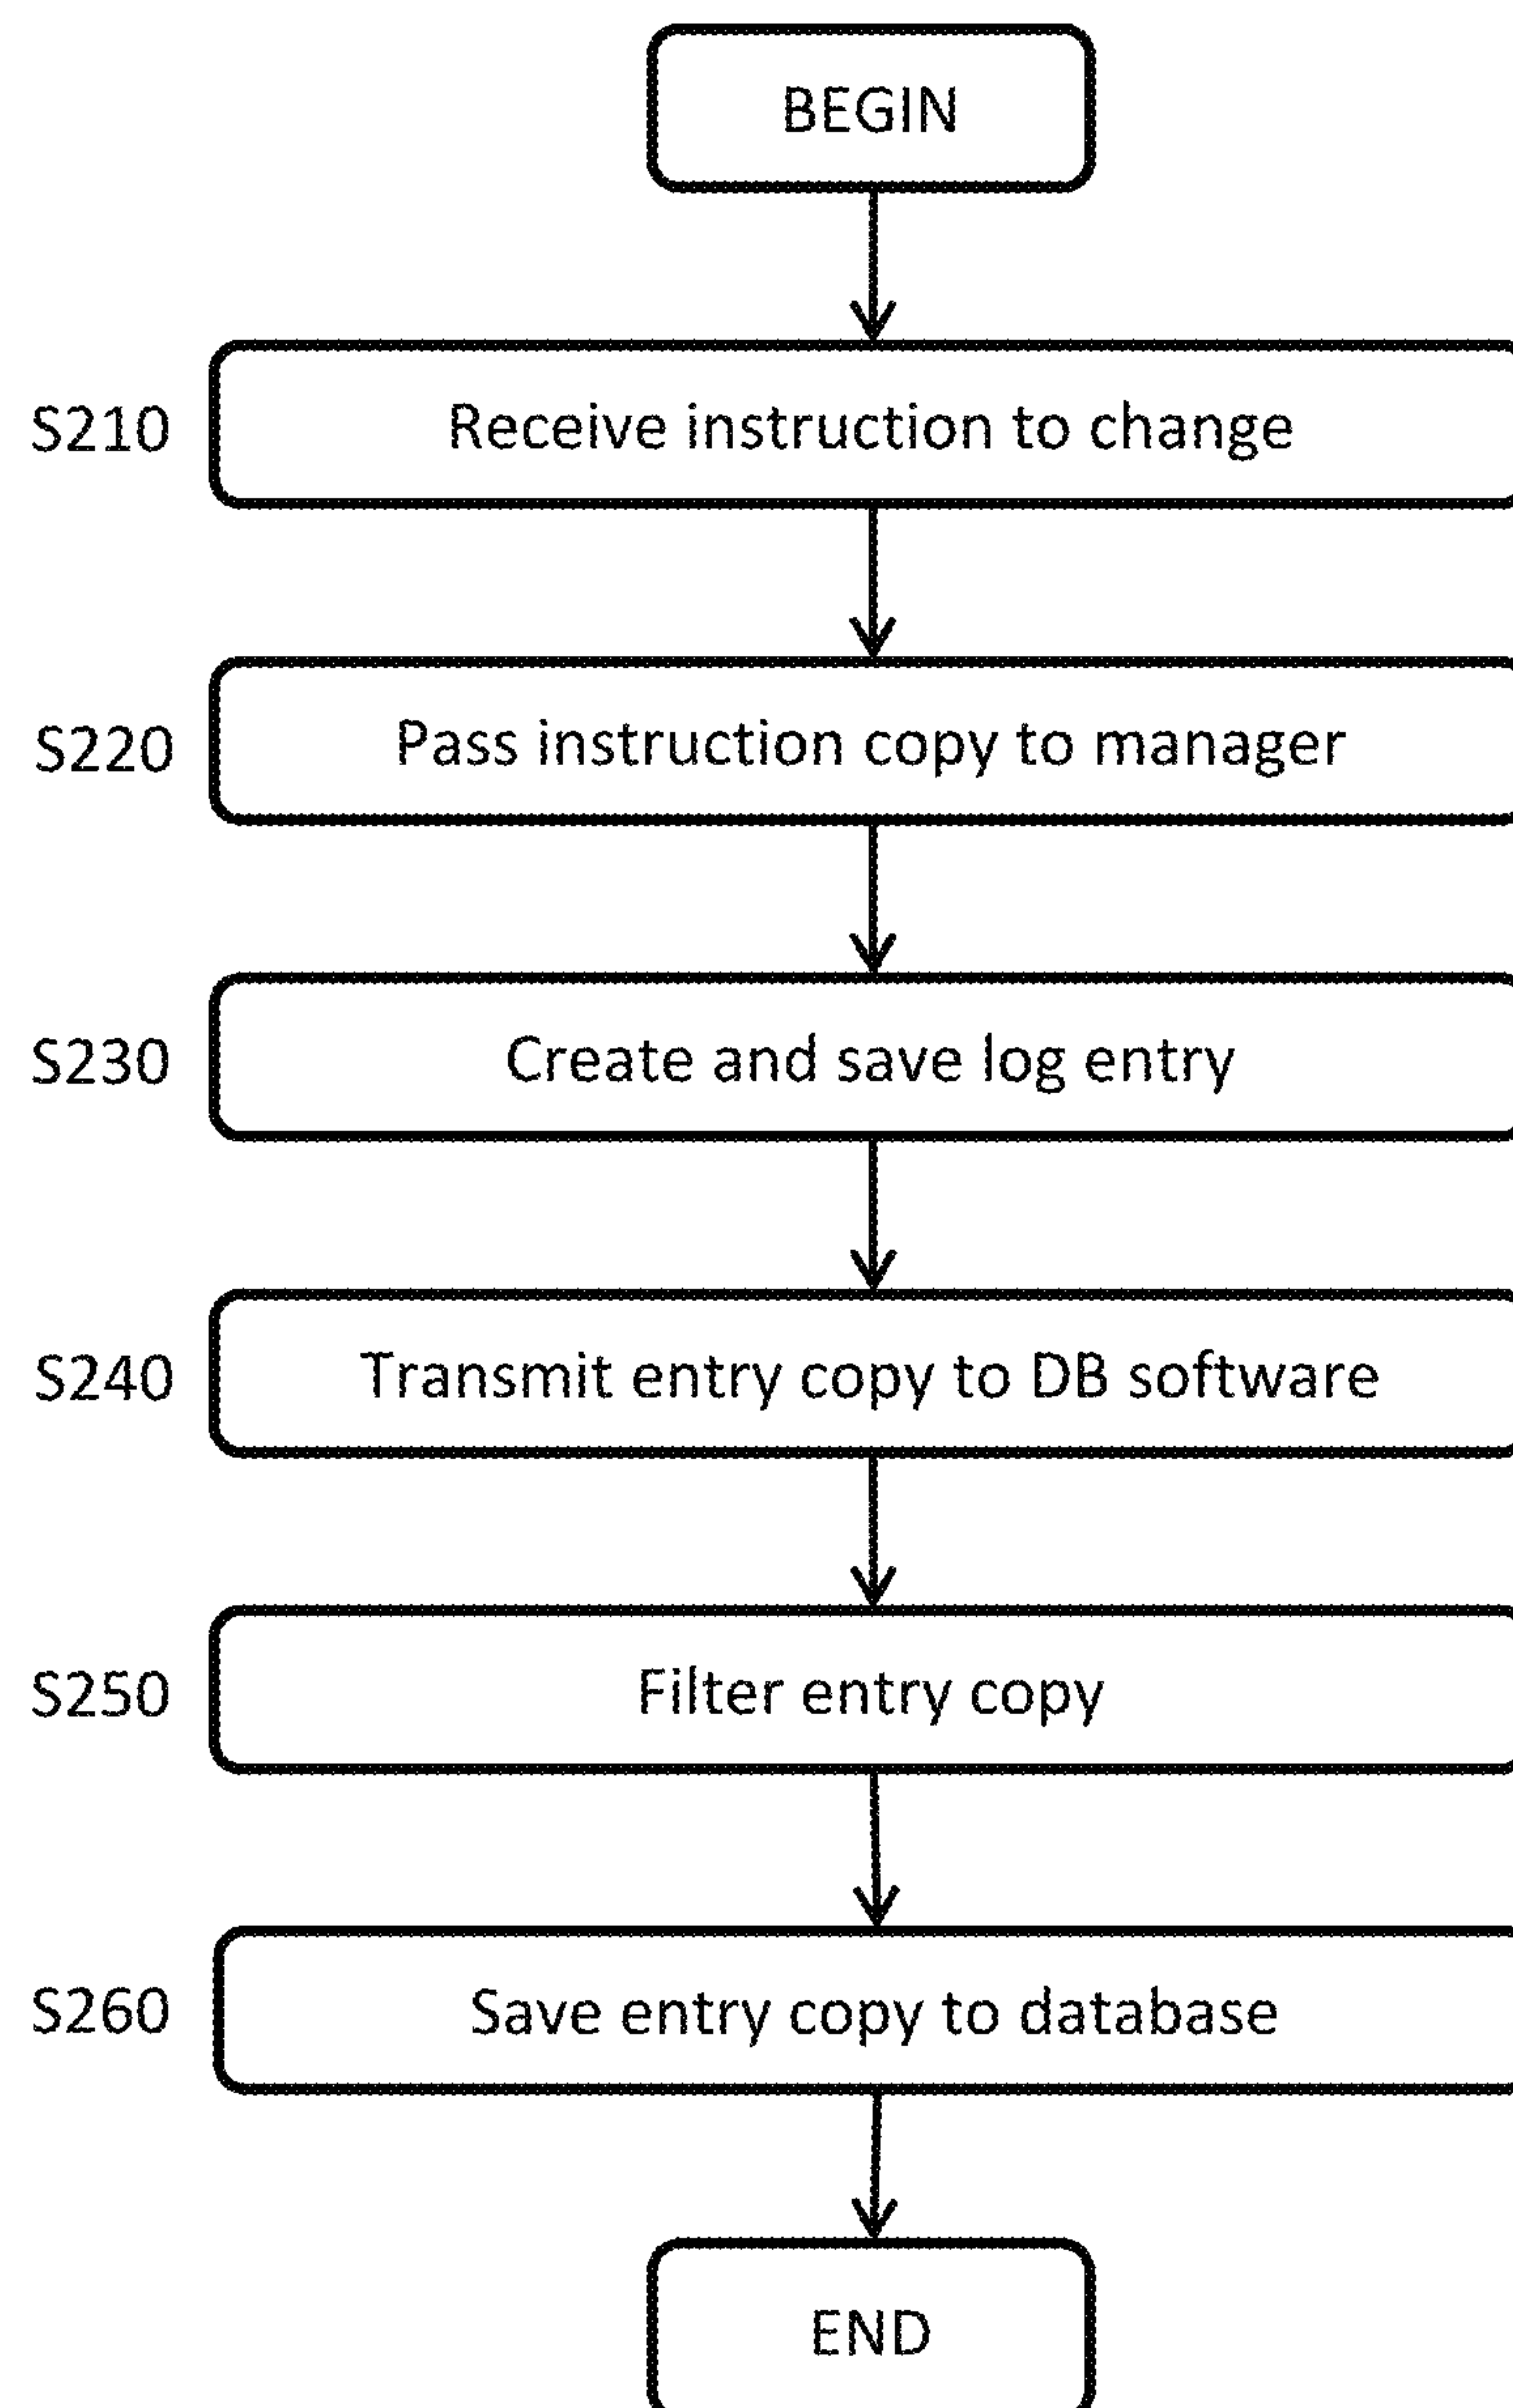 BEGIN
S210 Receive instruction to change
S220 Pass instruction copy to manager
S230 Create and save log entry
S240 Transmit entry copy to DB software
S250 Filter entry copy
S260 Save entry copy to database
END